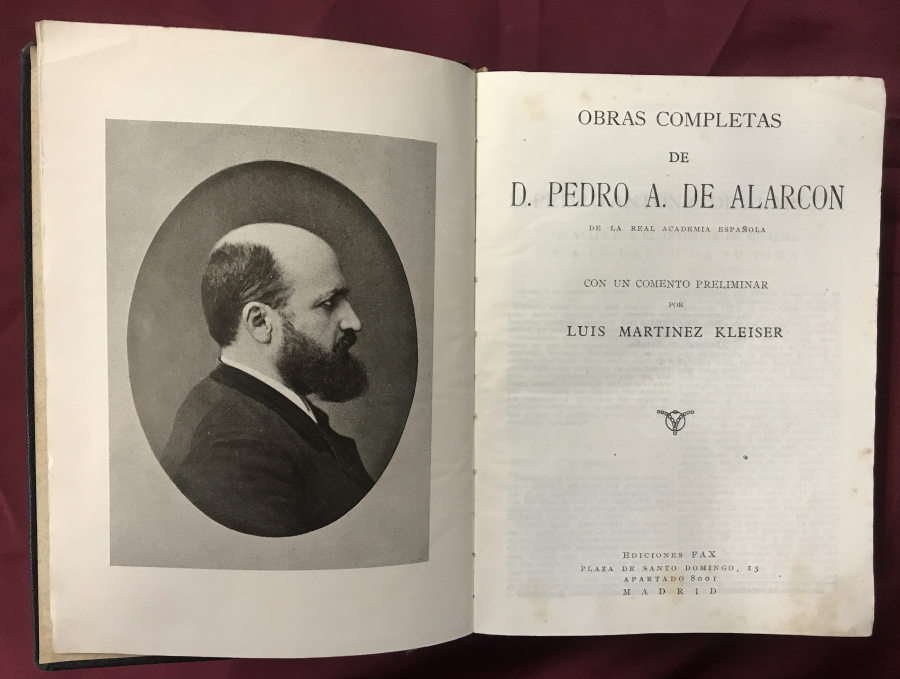 OBRAS COMPLETAS
DE
D. PEDRO A. DE ALARCON
DE LA REAL ACADEMIA ESPAÑOLA
CON UN COMENTO PRELIMINAR
POR
LUIS MARTINEZ KLEISER
EDICIONES FAX
PLAZA DE SANTO DOMINGO, 13
APARTADO 8001
MADRID